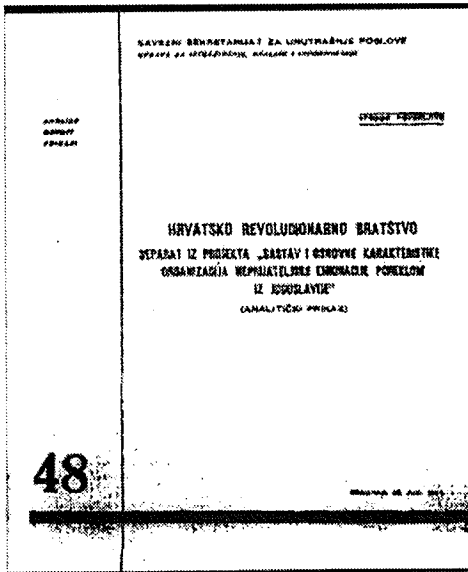 SAVEZNI SEKRETARIJAT ZA UNUTRAŠNJE POSLOVE
HRVATSKO REVOLUCIONARNO BRATSTVO
SEPARAT IZ PROJEKTA „SASTAV I OSNOVNE KARAKTERISTIKE
ORGANIZACIJA NEPRIJATELJSKE EMIGRACIJE POREKLOM
IZ JUGOSLAVIJE"
(ANALITIČKI PRIKAZ)
48